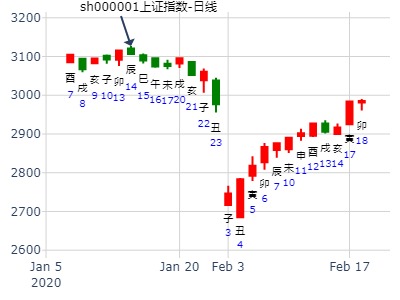 sh000001上证指数-日线
3200
3100
3000
2900
2800
2700
2600
酉 戌 亥 子 卯 辰 巳 午 未 戌 亥 子 丑
7 8 9 10 13 14 15 16 17 20 21 22 23
子 丑 寅 卯 辰 未 申 酉 戌 亥 寅 卯
3 4 5 6 7 10 11 12 13 14 17 18
Jan 5 Jan 20 Feb 3 Feb 17
2020